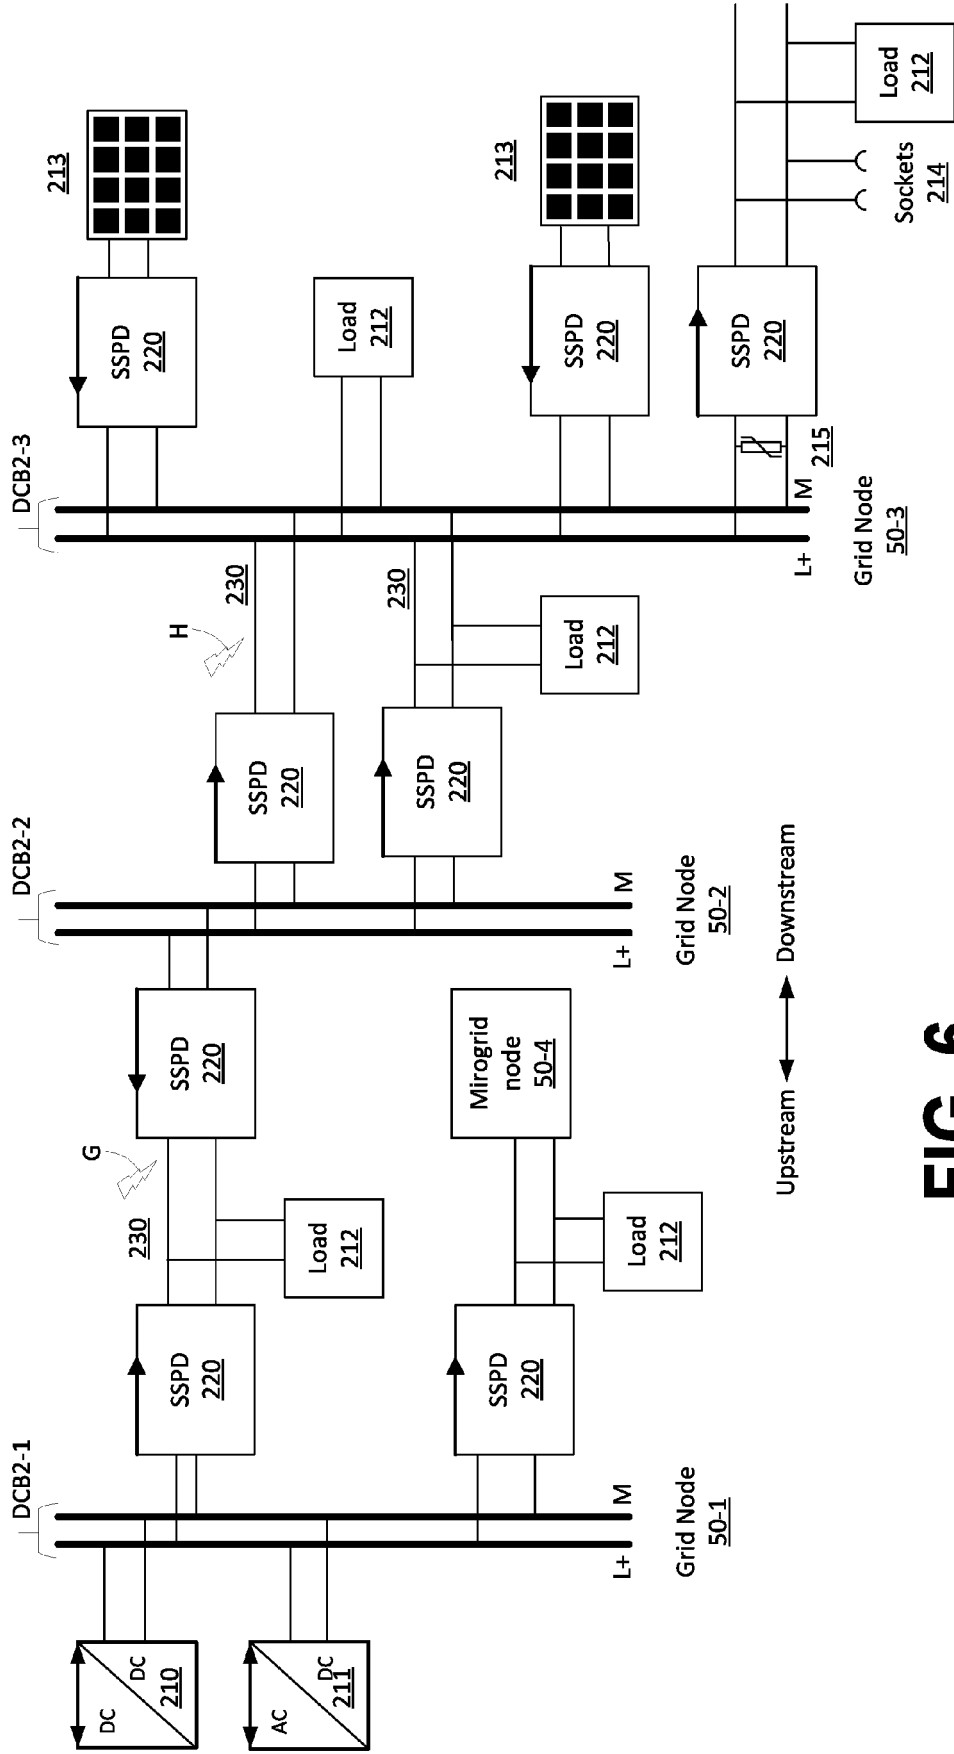 DCB2-1
DCB2-2
DCB2-3
DC
DC
210
AC
DC
211
SSPD
220
230
G
Load
212
SSPD
220
SSPD
220
Load
212
Mirogrid
node
50-4
SSPD
220
SSPD
220
230
H
230
Load
212
SSPD
220
213
Load
212
SSPD
220
213
SSPD
220
215
Sockets
214
Load
212
L+
M
L+
M
L+
M
Grid Node
50-1
Grid Node
50-2
Grid Node
50-3
Upstream
Downstream
FIG. 6